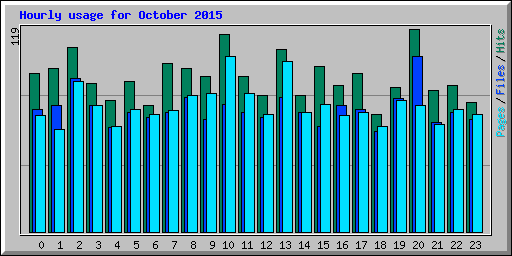 Hourly usage for October 2015
119
Pages/Files/Hits
0 1 2 3 4 5 6 7 8 9 10 11 12 13 14 15 16 17 18 19 20 21 22 23